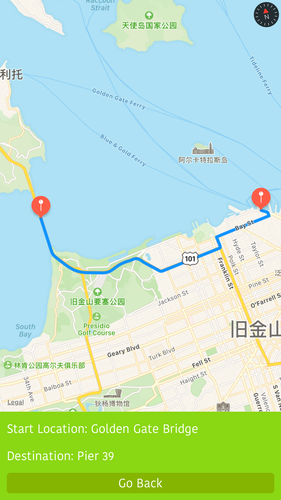 Raccoon
Strait
天使岛国家公园
利托
Tideline Ferry
Golden Gate Ferry
Blue & Gold Ferry
阿尔卡特拉斯岛
Bay St
Hyde St
Taylor St
Polk St
101
Franklin St
Pine St
旧金山要塞公园
Jackson St
O'Farrell S
Presidio
Golf Course
旧金山
South
Bay
Geary Blvd
Turk Blvd
Fell St
林肯公园高尔夫俱乐部
Haight St
34th Ave
Balboa St
S Van N
Legal
狄杨博物馆
Start Location: Golden Gate Bridge
Destination: Pier 39
Go Back